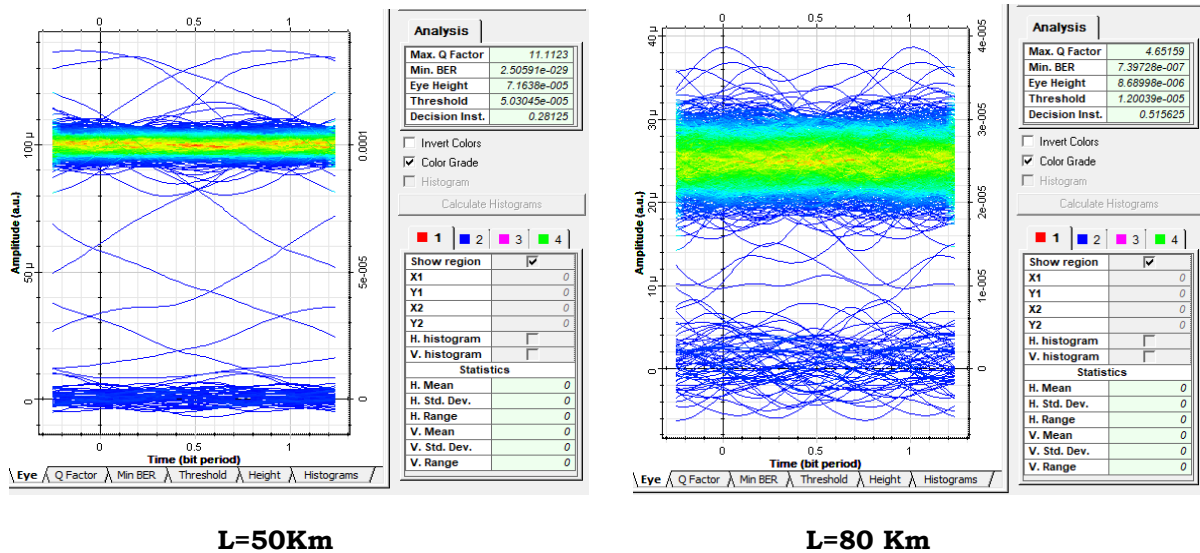 0 0.5 1
Amplitude (a.u.)
100 µ
50 µ
0
0.0001
5e-005
0
0 0.5 1
Time (bit period)
Eye Q Factor Min BER Threshold Height Histograms
Analysis
Max. Q Factor 11.1123
Min. BER 2.50591e-029
Eye Height 7.1638e-005
Threshold 5.03045e-005
Decision Inst. 0.28125
Invert Colors
Color Grade
Histogram
Calculate Histograms
1 2 3 4
Show region
X1 0
Y1 0
X2 0
Y2 0
H. histogram
V. histogram
Statistics
H. Mean 0
H. Std. Dev. 0
H. Range 0
V. Mean 0
V. Std. Dev. 0
V. Range 0
L=50Km
0 0.5 1
Amplitude (a.u.)
40 µ
30 µ
20 µ
10 µ
0
4e-005
3e-005
2e-005
1e-005
0
0 0.5 1
Time (bit period)
Eye Q Factor Min BER Threshold Height Histograms
Analysis
Max. Q Factor 4.65159
Min. BER 7.39728e-007
Eye Height 8.68998e-006
Threshold 1.20039e-005
Decision Inst. 0.515625
Invert Colors
Color Grade
Histogram
Calculate Histograms
1 2 3 4
Show region
X1 0
Y1 0
X2 0
Y2 0
H. histogram
V. histogram
Statistics
H. Mean 0
H. Std. Dev. 0
H. Range 0
V. Mean 0
V. Std. Dev. 0
V. Range 0
L=80 Km